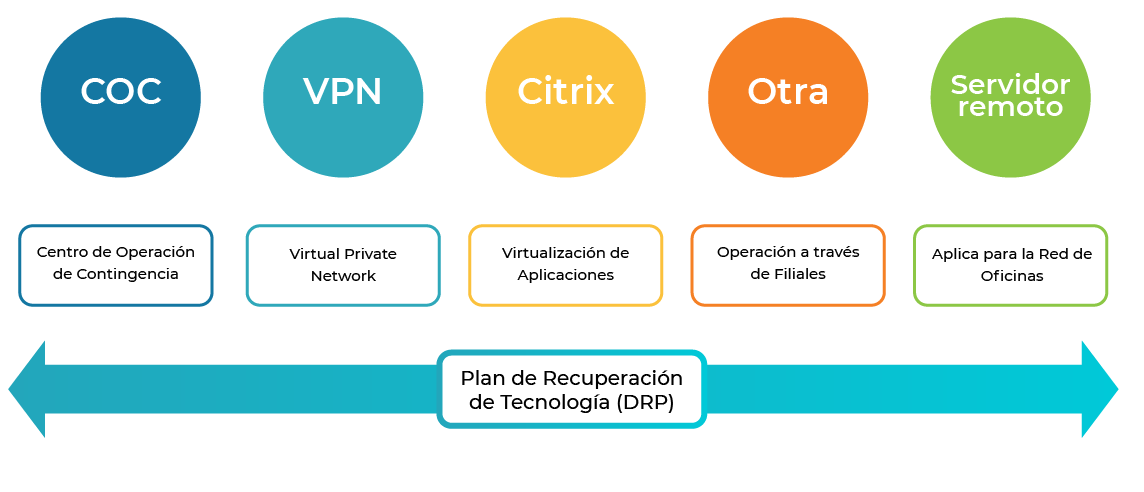 COC
VPN
Citrix
Otra
Servidor
remoto
Centro de Operación
de Contingencia
Virtual Private
Network
Virtualización de
Aplicaciones
Operación a través
de Filiales
Aplica para la Red de
Oficinas
Plan de Recuperación
de Tecnología (DRP)